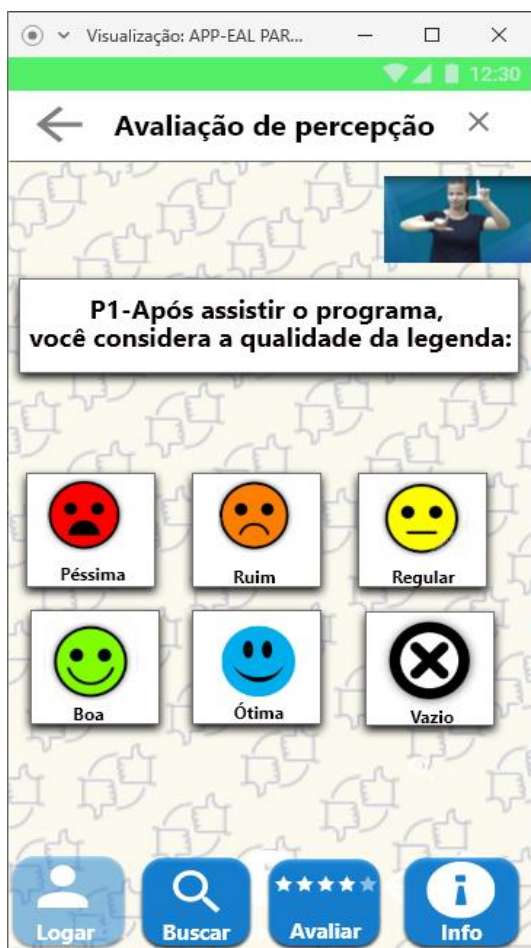 Visualização: APP-EAL PAR...
12:30
Avaliação de percepção
P1-Após assistir o programa,
você considera a qualidade da legenda:
Péssima
Ruim
Regular
Boa
Ótima
Vazio
Logar
Buscar
Avaliar
Info